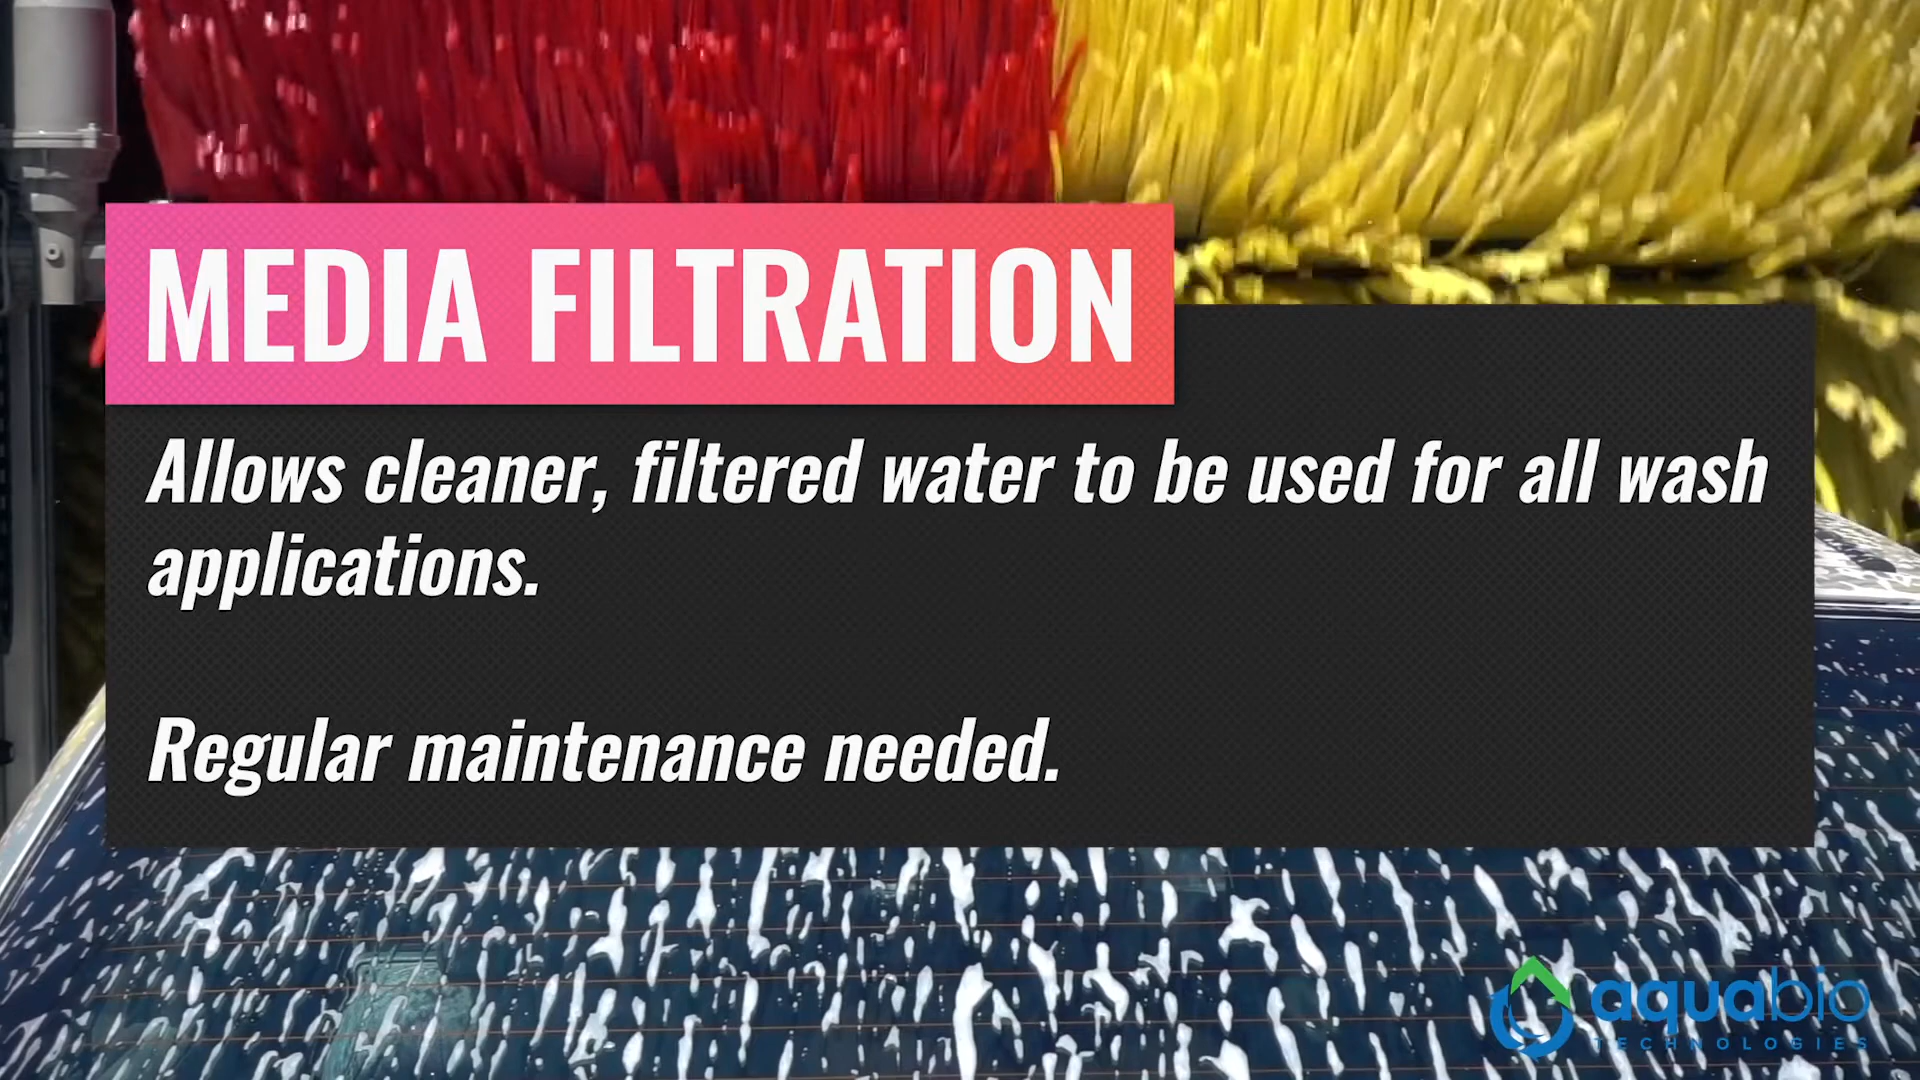 MEDIA FILTRATION
Allows cleaner, filtered water to be used for all wash
applications.
Regular maintenance needed.
aquabio
TECHNOLOGIES